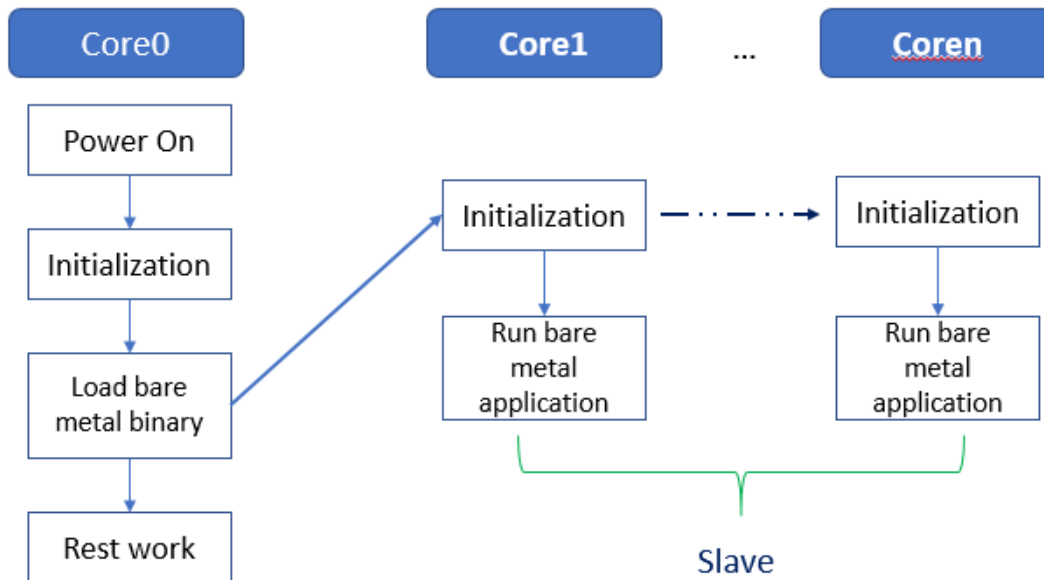 Core0
Core1
...
Coren
Power On
Initialization
Load bare
metal binary
Rest work
Initialization
Run bare
metal
application
Initialization
Run bare
metal
application
Slave